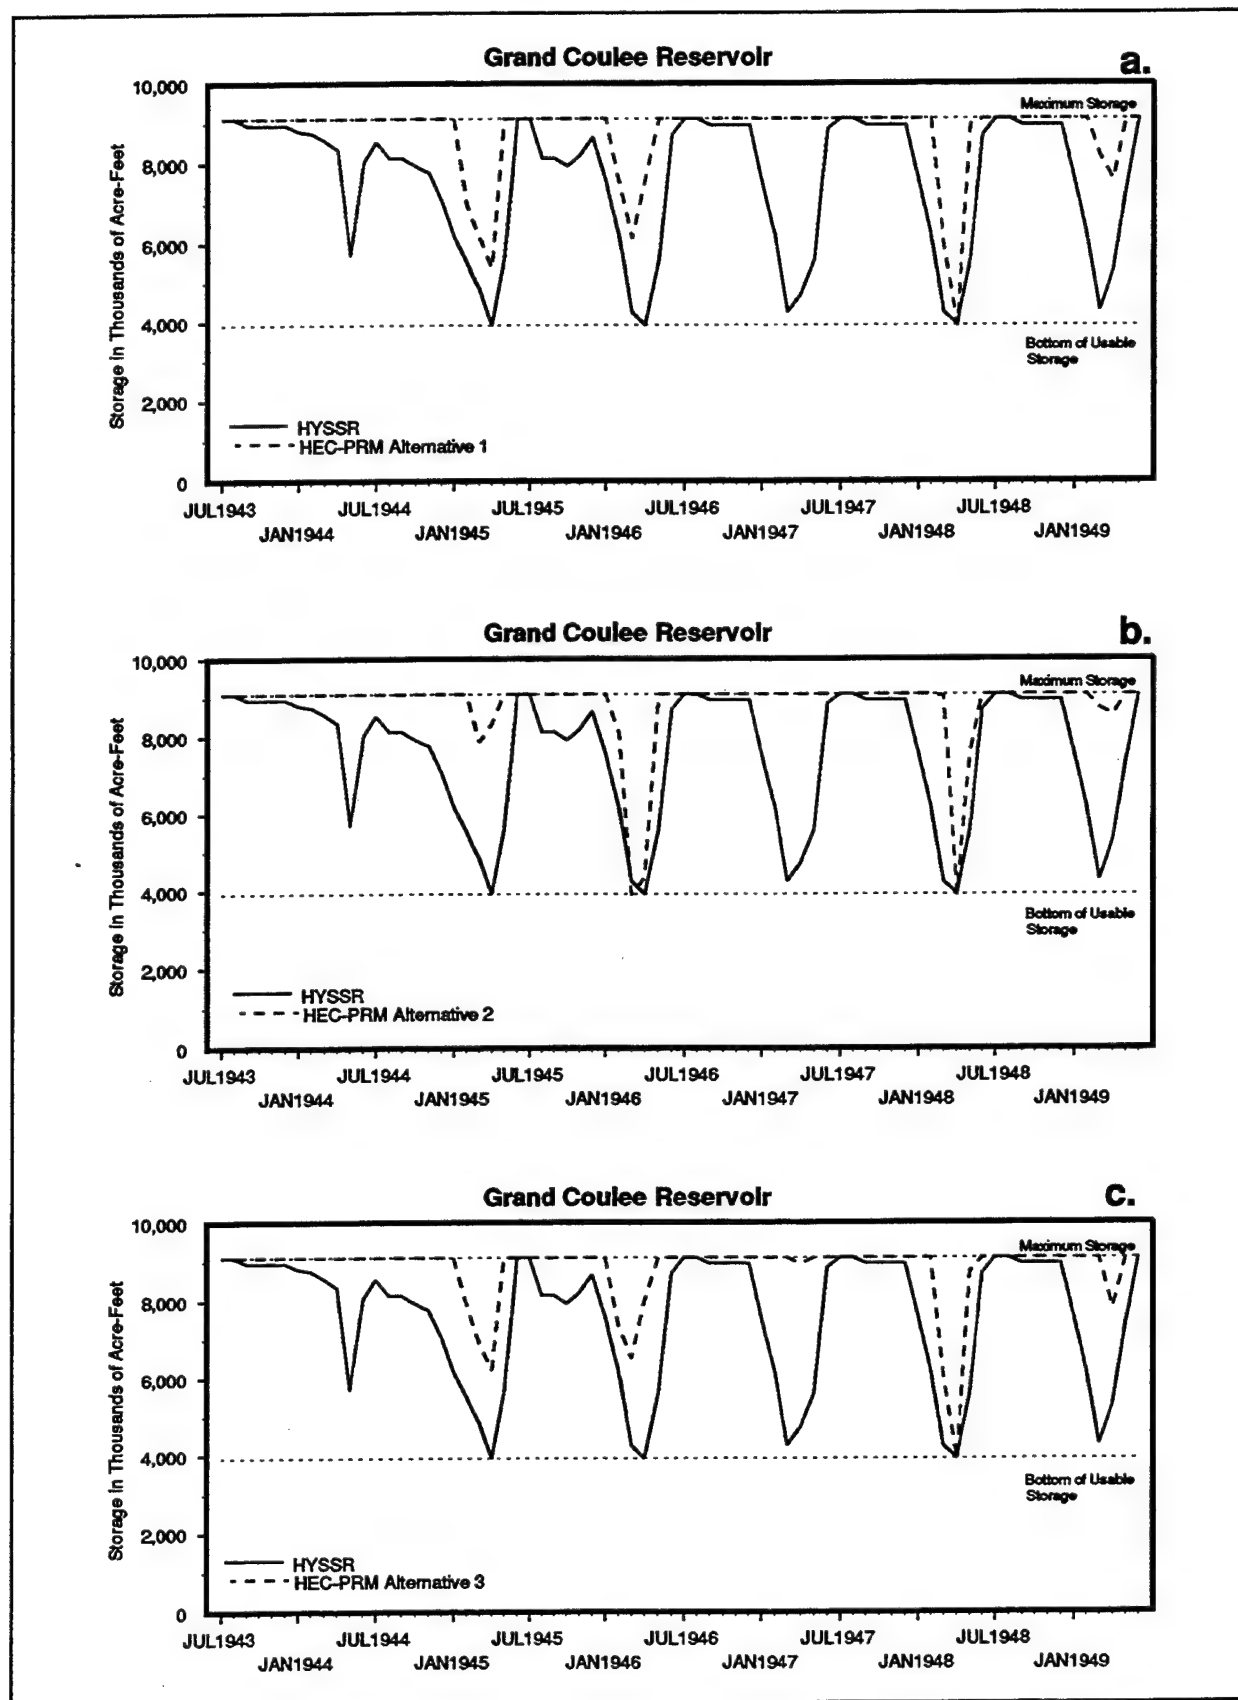 Grand Coulee Reservoir
a.
10,000
Maximum Storage
8,000
6,000
4,000
Bottom of Usable
Storage
2,000
0
Storage in Thousands of Acre-Feet
HYSSR
HEC-PRM Alternative 1
JUL1943
JUL1944
JUL1945
JUL1946
JUL1947
JUL1948
JAN1944
JAN1945
JAN1946
JAN1947
JAN1948
JAN1949
Grand Coulee Reservoir
b.
10,000
Maximum Storage
8,000
6,000
4,000
Bottom of Usable
Storage
2,000
0
Storage in Thousands of Acre-Feet
HYSSR
HEC-PRM Alternative 2
JUL1943
JUL1944
JUL1945
JUL1946
JUL1947
JUL1948
JAN1944
JAN1945
JAN1946
JAN1947
JAN1948
JAN1949
Grand Coulee Reservoir
c.
10,000
Maximum Storage
8,000
6,000
4,000
Bottom of Usable
Storage
2,000
0
Storage in Thousands of Acre-Feet
HYSSR
HEC-PRM Alternative 3
JUL1943
JUL1944
JUL1945
JUL1946
JUL1947
JUL1948
JAN1944
JAN1945
JAN1946
JAN1947
JAN1948
JAN1949